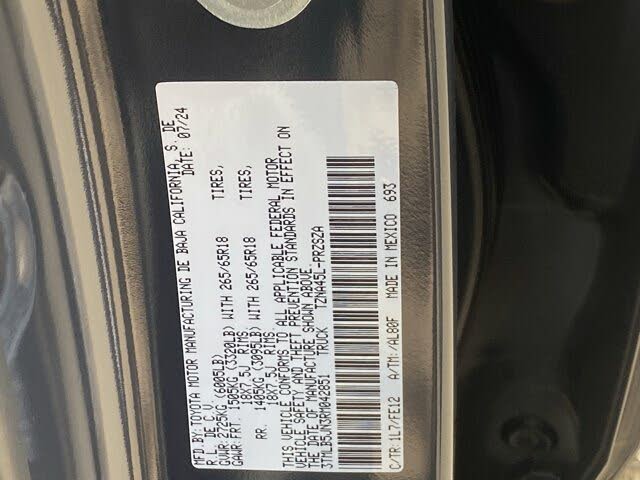 MFD.BY:TOYOTA MOTOR MANUFACTURING DE BAJA CALIFORNIA, S. DE
R.L. DE C.V. DATE: 07/24
GVWR:2725KG (6005LB)
GAWR:FRT. 1505KG (3320LB) WITH 265/65R18 TIRES,
18X7.5J RIMS
RR. 1405KG (3095LB) WITH 265/65R18 TIRES,
18X7.5J RIMS
THIS VEHICLE CONFORMS TO ALL APPLICABLE FEDERAL MOTOR
VEHICLE SAFETY AND THEFT PREVENTION STANDARDS IN EFFECT ON
THE DATE OF MANUFACTURE SHOWN ABOVE.
3TMLB5JN3RM042851 TRUCK TZNA45L-PRZSZA
C/TR:1L7/FE12 A/TM:/AL80F MADE IN MEXICO 693